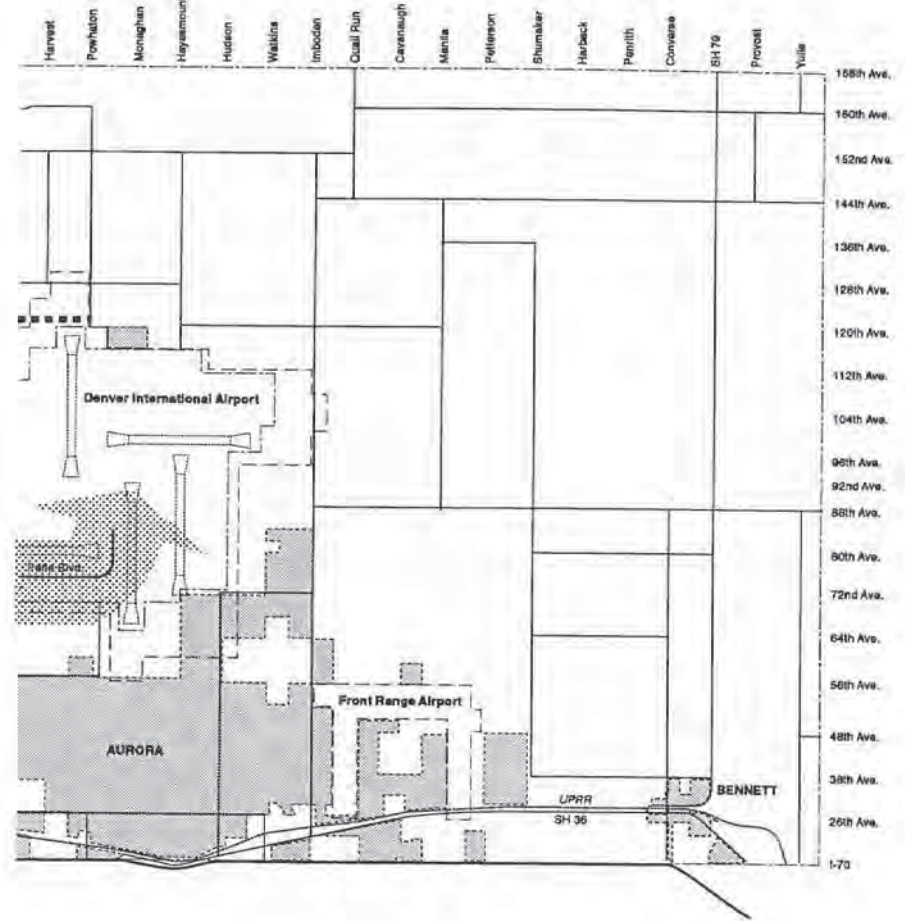 Harvest
Powhaton
Monaghan
Hayesmount
Hudson
Watkins
Imboden
Quail Run
Cavanaugh
Manila
Peterson
Shumaker
Harback
Penrith
Converse
SH 79
Provost
Yulle
168th Ave.
160th Ave.
152nd Ave.
144th Ave.
136th Ave.
128th Ave.
120th Ave.
112th Ave.
Denver International Airport
104th Ave.
96th Ave.
92nd Ave.
88th Ave.
80th Ave.
Blvd.
72nd Ave.
64th Ave.
56th Ave.
Front Range Airport
48th Ave.
AURORA
38th Ave.
BENNETT
UPRR
SH 36
26th Ave.
I-70